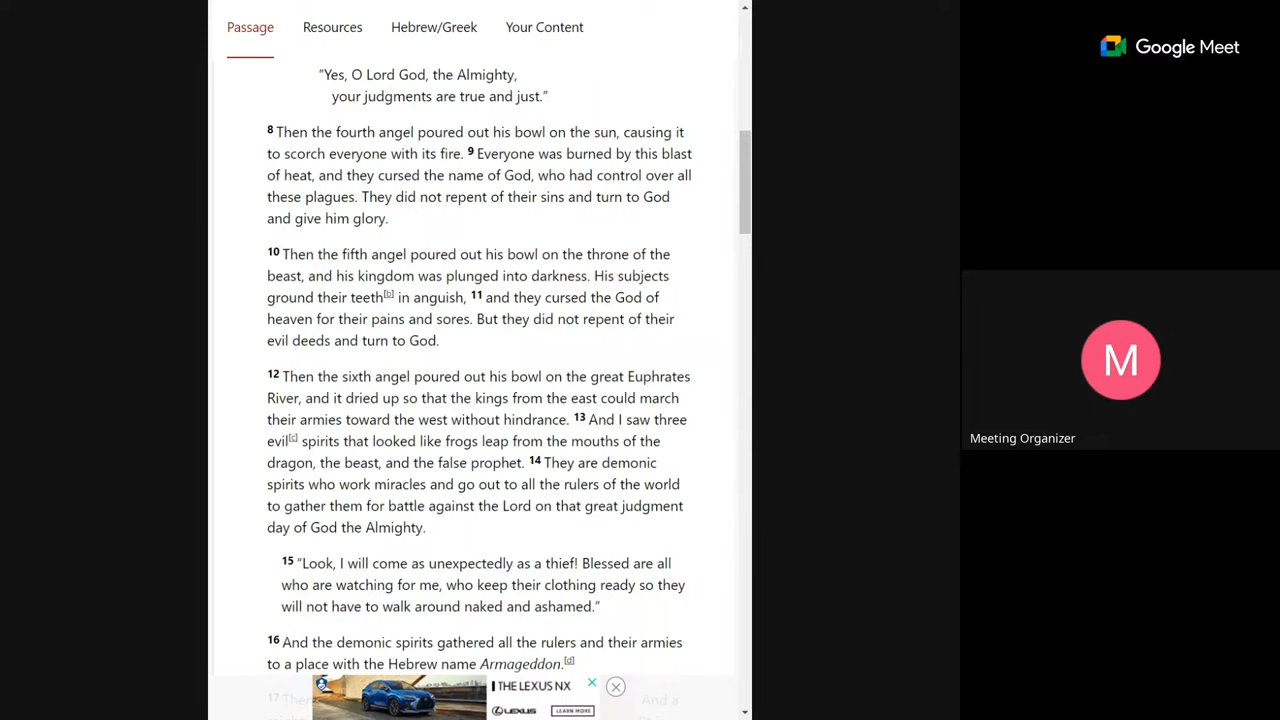 Passage
Resources
Hebrew/Greek
Your Content
“Yes, O Lord God, the Almighty,
your judgments are true and just.”
8 Then the fourth angel poured out his bowl on the sun, causing it
to scorch everyone with its fire. 9 Everyone was burned by this blast
of heat, and they cursed the name of God, who had control over all
these plagues. They did not repent of their sins and turn to God
and give him glory.
10 Then the fifth angel poured out his bowl on the throne of the
beast, and his kingdom was plunged into darkness. His subjects
ground their teeth[b] in anguish, 11 and they cursed the God of
heaven for their pains and sores. But they did not repent of their
evil deeds and turn to God.
12 Then the sixth angel poured out his bowl on the great Euphrates
River, and it dried up so that the kings from the east could march
their armies toward the west without hindrance. 13 And I saw three
evil[c] spirits that looked like frogs leap from the mouths of the
dragon, the beast, and the false prophet. 14 They are demonic
spirits who work miracles and go out to all the rulers of the world
to gather them for battle against the Lord on that great judgment
day of God the Almighty.
15 “Look, I will come as unexpectedly as a thief! Blessed are all
who are watching for me, who keep their clothing ready so they
will not have to walk around naked and ashamed.”
16 And the demonic spirits gathered all the rulers and their armies
to a place with the Hebrew name Armageddon.[d]
17 Then
And a
THE LEXUS NX
LEXUS
LEARN MORE
Google Meet
M
Meeting Organizer